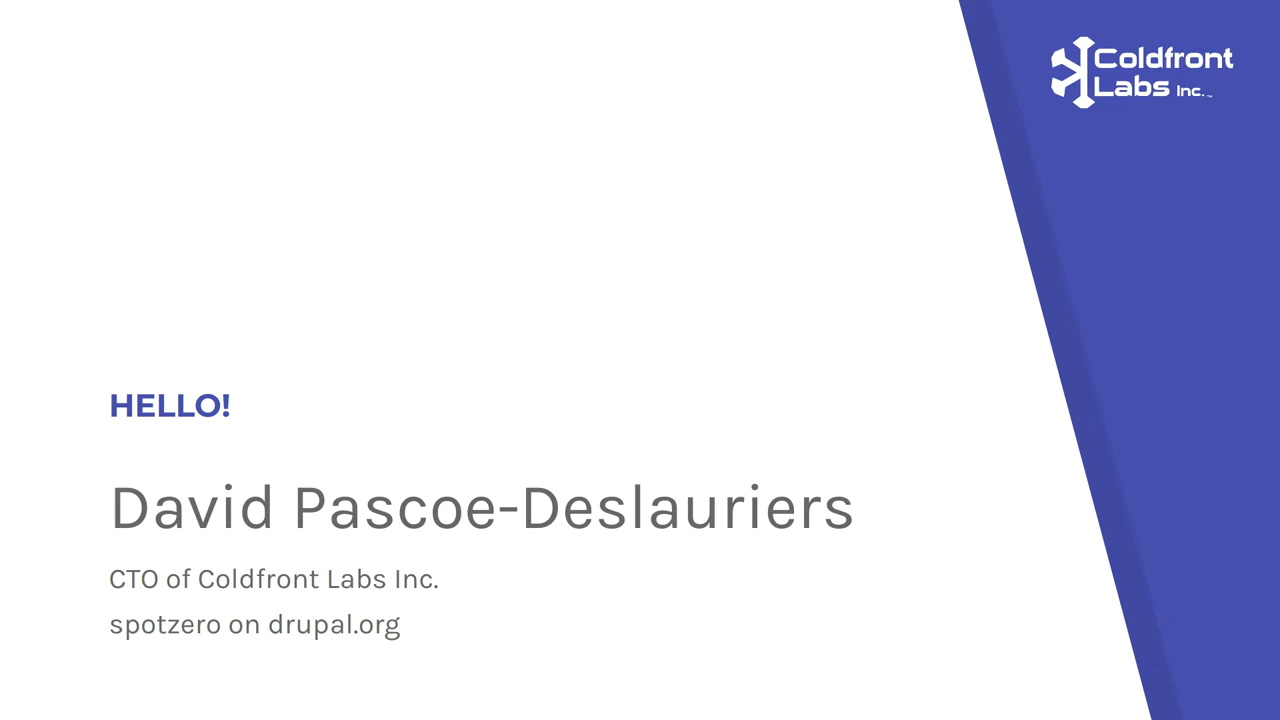 Coldfront
Labs Inc.
HELLO!
David Pascoe-Deslauriers
CTO of Coldfront Labs Inc.
spotzero on drupal.org